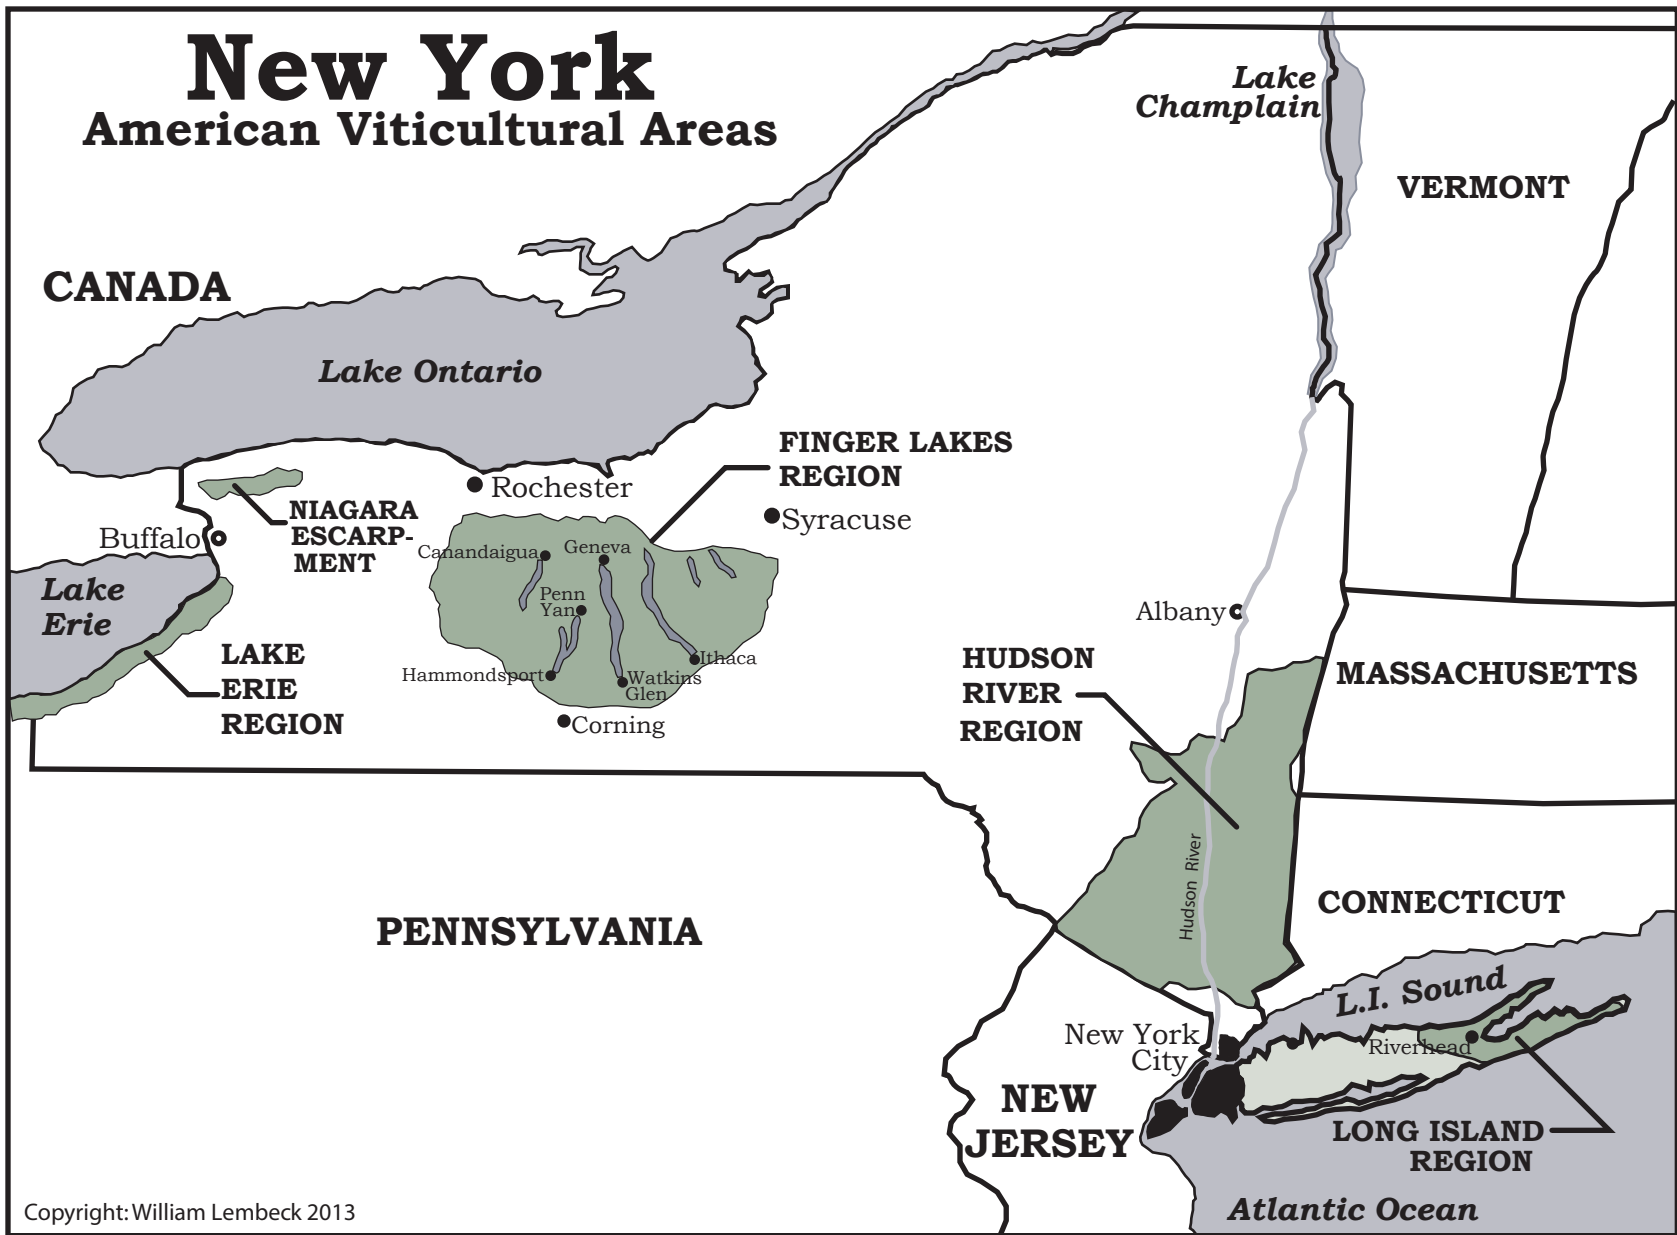 New York
American Viticultural Areas
Lake
Champlain
VERMONT
CANADA
Lake Ontario
FINGER LAKES
REGION
Rochester
Syracuse
NIAGARA
ESCARP-
MENT
Buffalo
Canandaigua
Geneva
Lake
Erie
Penn
Yan
Albany
LAKE
ERIE
REGION
Hammondsport
Watkins
Glen
Ithaca
Corning
HUDSON
RIVER
REGION
MASSACHUSETTS
Hudson River
PENNSYLVANIA
CONNECTICUT
L.I. Sound
New York
City
Riverhead
NEW
JERSEY
LONG ISLAND
REGION
Atlantic Ocean
Copyright: William Lembeck 2013